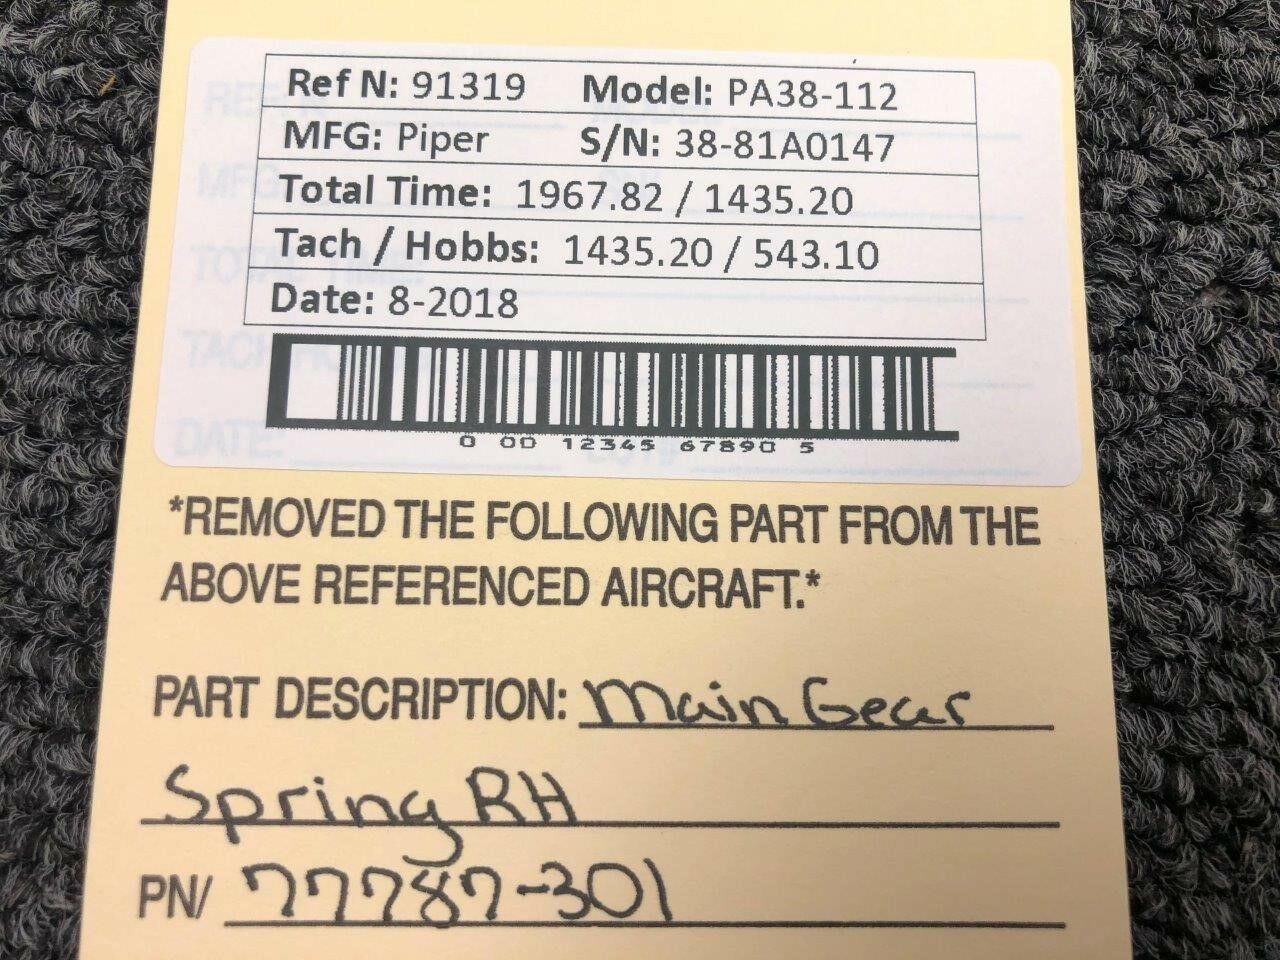 Ref N: 91319 Model: PA38-112
MFG: Piper S/N: 38-81A0147
Total Time: 1967.82 / 1435.20
Tach / Hobbs: 1435.20 / 543.10
Date: 8-2018
0 00 12345 67890 5
*REMOVED THE FOLLOWING PART FROM THE
ABOVE REFERENCED AIRCRAFT.*
PART DESCRIPTION: Main Gear
Spring RH
PN/ 77787-301